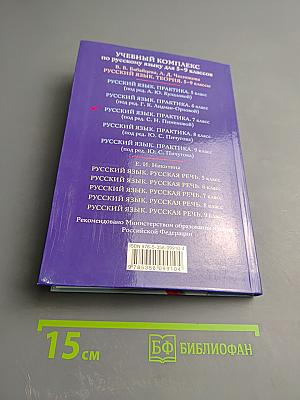 УЧЕБНЫЙ КОМПЛЕКС
по русскому языку для 5–9 классов
В. В. Бабайцева, А. Д. Чеснокова
РУССКИЙ ЯЗЫК. ТЕОРИЯ. 5–9 классы
РУССКИЙ ЯЗЫК. ПРАКТИКА. 5 класс
(под ред. А. Ю. Купаловой)
РУССКИЙ ЯЗЫК. ПРАКТИКА. 6 класс
(под ред. Г. К. Лидман-Орловой)
РУССКИЙ ЯЗЫК. ПРАКТИКА. 7 класс
(под ред. С. Н. Пименовой)
РУССКИЙ ЯЗЫК. ПРАКТИКА. 8 класс
(под ред. Ю. С. Пичугова)
РУССКИЙ ЯЗЫК. ПРАКТИКА. 9 класс
(под ред. Ю. С. Пичугова)
Е. И. Никитина
РУССКИЙ ЯЗЫК. РУССКАЯ РЕЧЬ. 5 класс
РУССКИЙ ЯЗЫК. РУССКАЯ РЕЧЬ. 6 класс
РУССКИЙ ЯЗЫК. РУССКАЯ РЕЧЬ. 7 класс
РУССКИЙ ЯЗЫК. РУССКАЯ РЕЧЬ. 8 класс
РУССКИЙ ЯЗЫК. РУССКАЯ РЕЧЬ. 9 класс
Рекомендовано Министерством образования
Российской Федерации
9 785358 099104
15 см
БФ БИБЛИОФАН